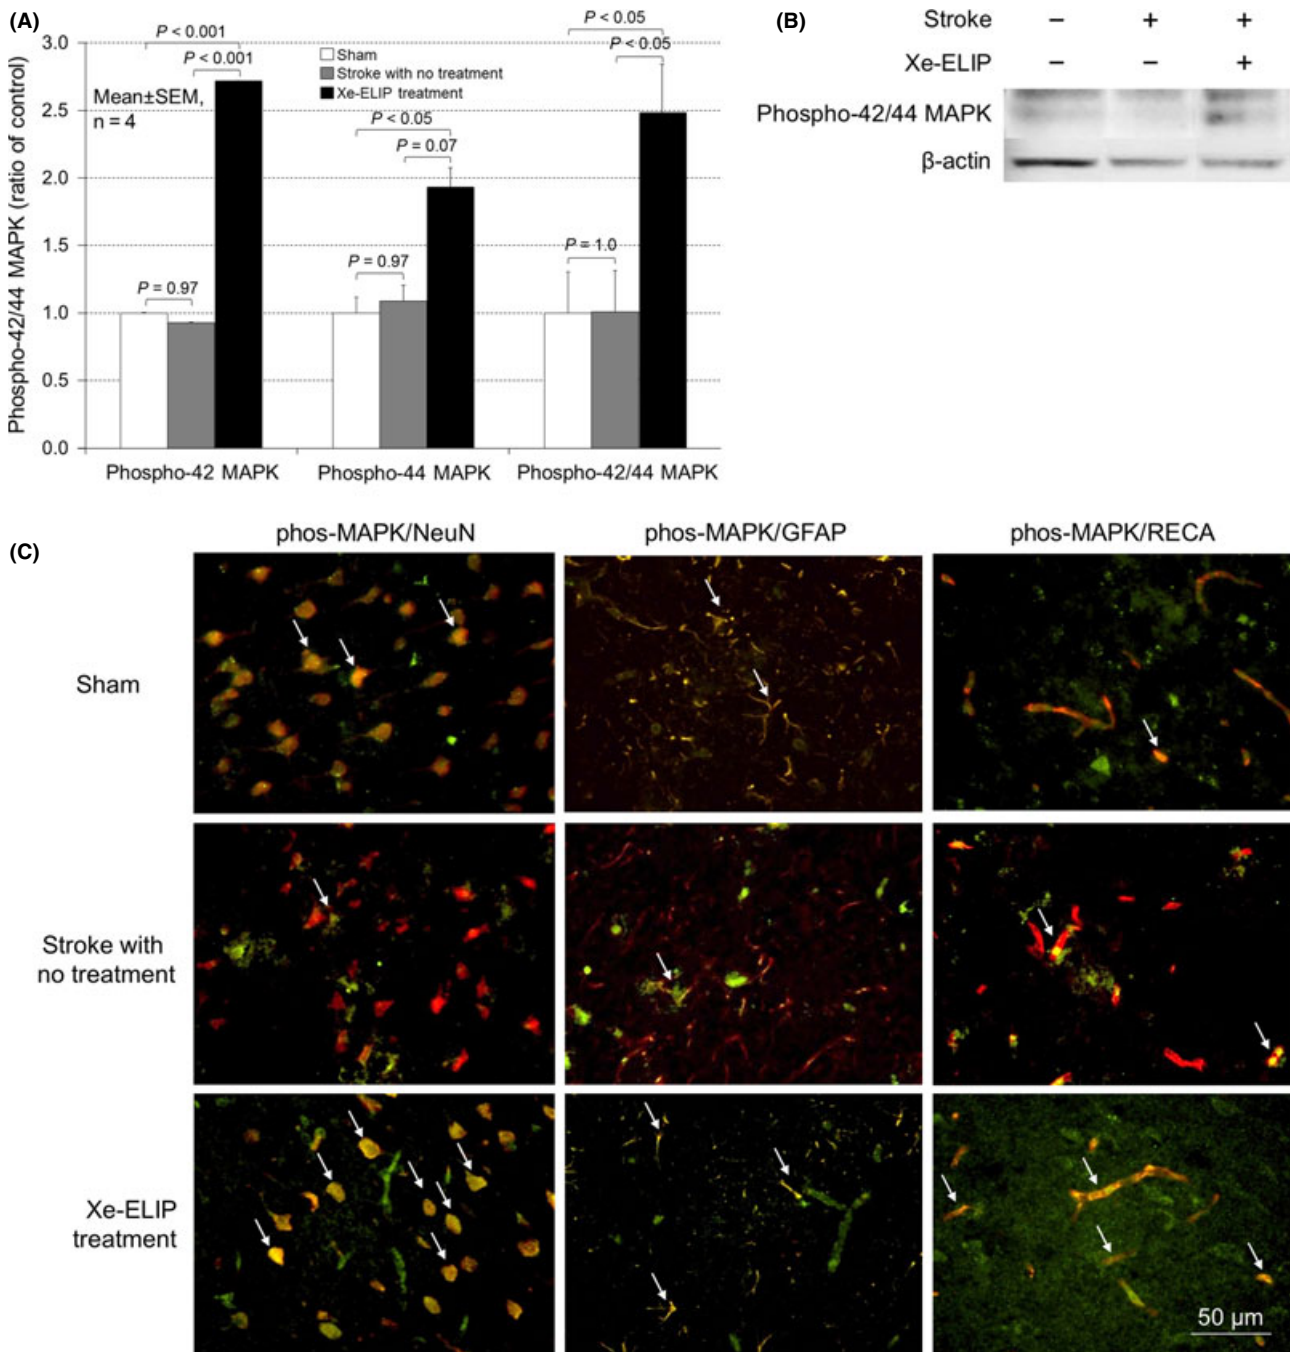 (A)
P < 0.001
P < 0.001
P < 0.05
P < 0.05
Sham
Stroke with no treatment
Xe-ELIP treatment
Mean±SEM,
n = 4
P < 0.05
P = 0.07
P = 0.97
P = 0.97
P = 1.0
3.0
2.5
2.0
1.5
1.0
0.5
0.0
Phospho-42/44 MAPK (ratio of control)
Phospho-42 MAPK
Phospho-44 MAPK
Phospho-42/44 MAPK
(B)
Stroke – + +
Xe-ELIP – – +
Phospho-42/44 MAPK
β-actin
(C)
phos-MAPK/NeuN
phos-MAPK/GFAP
phos-MAPK/RECA
Sham
Stroke with
no treatment
Xe-ELIP
treatment
50 μm